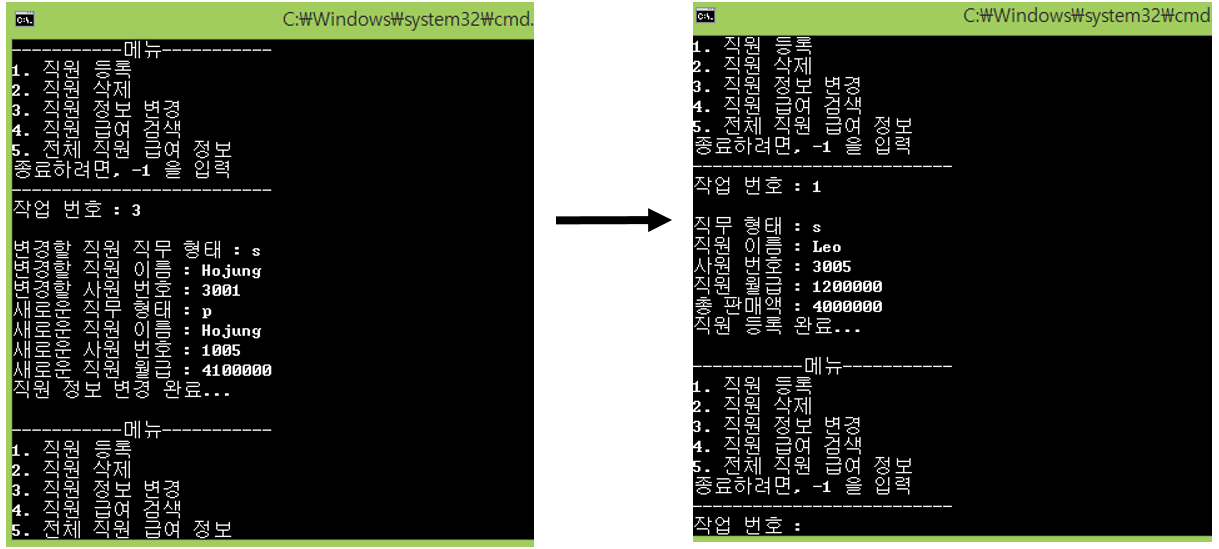 C:₩Windows₩system32₩cmd.
-----------메뉴-----------
1. 직원 등록
2. 직원 삭제
3. 직원 정보 변경
4. 직원 급여 검색
5. 전체 직원 급여 정보
종료하려면, -1 을 입력
--------------------------
작업 번호 : 3
변경할 직원 직무 형태 : s
변경할 직원 이름 : Hojung
변경할 사원 번호 : 3001
새로운 직무 형태 : p
새로운 직원 이름 : Hojung
새로운 사원 번호 : 1005
새로운 직원 월급 : 4100000
직원 정보 변경 완료...
-----------메뉴-----------
1. 직원 등록
2. 직원 삭제
3. 직원 정보 변경
4. 직원 급여 검색
5. 전체 직원 급여 정보
C:₩Windows₩system32₩cmd
1. 직원 등록
2. 직원 삭제
3. 직원 정보 변경
4. 직원 급여 검색
5. 전체 직원 급여 정보
종료하려면, -1 을 입력
--------------------------
작업 번호 : 1
직무 형태 : s
직원 이름 : Leo
사원 번호 : 3005
직원 월급 : 1200000
총 판매액 : 4000000
직원 등록 완료...
-----------메뉴-----------
1. 직원 등록
2. 직원 삭제
3. 직원 정보 변경
4. 직원 급여 검색
5. 전체 직원 급여 정보
종료하려면, -1 을 입력
--------------------------
작업 번호 :